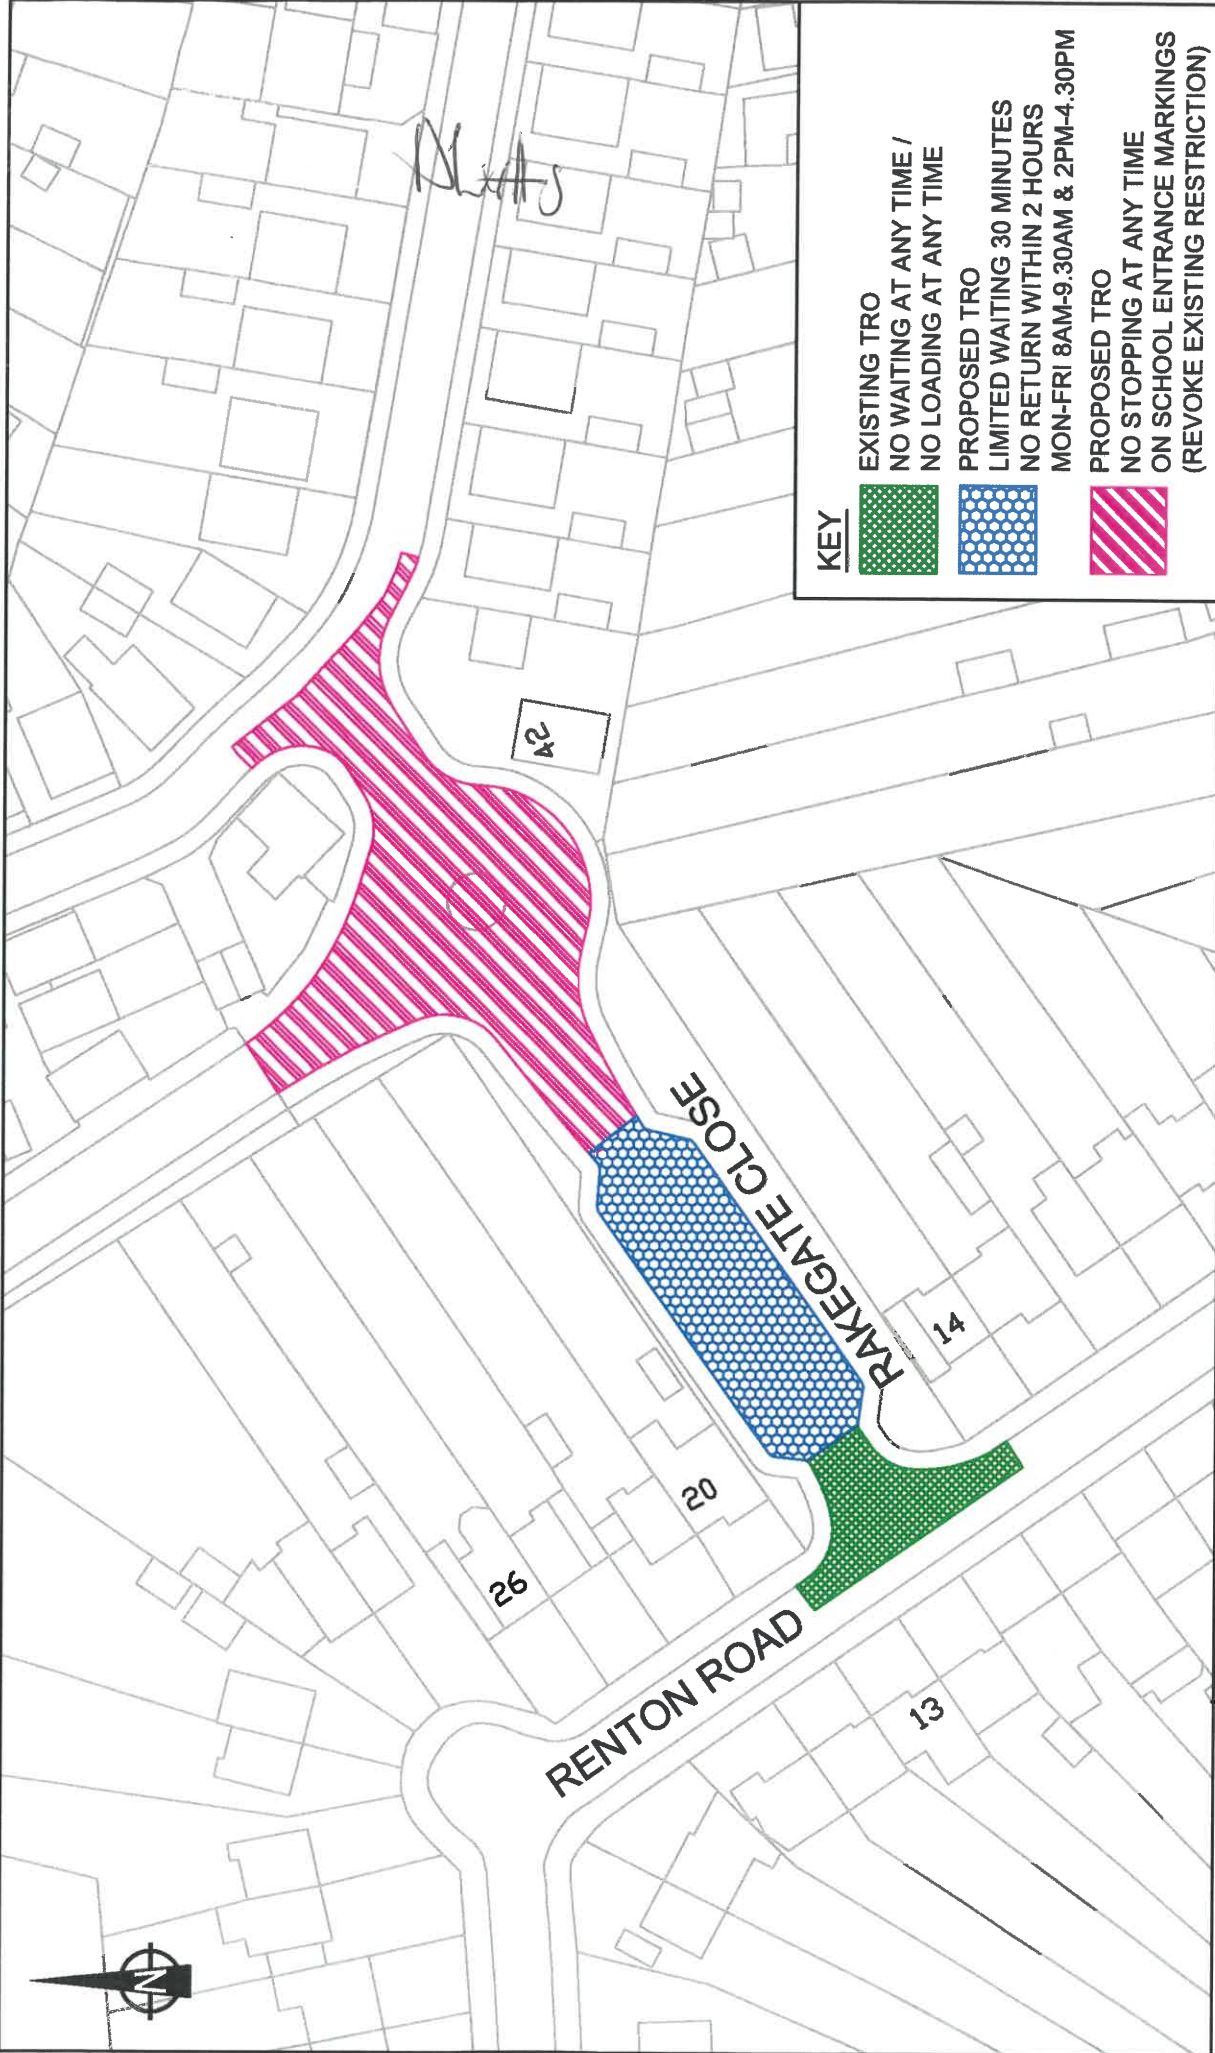 KEY
EXISTING TRO
NO WAITING AT ANY TIME /
NO LOADING AT ANY TIME
PROPOSED TRO
LIMITED WAITING 30 MINUTES
NO RETURN WITHIN 2 HOURS
MON-FRI 8AM-9.30AM & 2PM-4.30PM
PROPOSED TRO
NO STOPPING AT ANY TIME
ON SCHOOL ENTRANCE MARKINGS
(REVOKE EXISTING RESTRICTION)
N
RENTON ROAD
RAKEGATE CLOSE
26
20
14
13
42